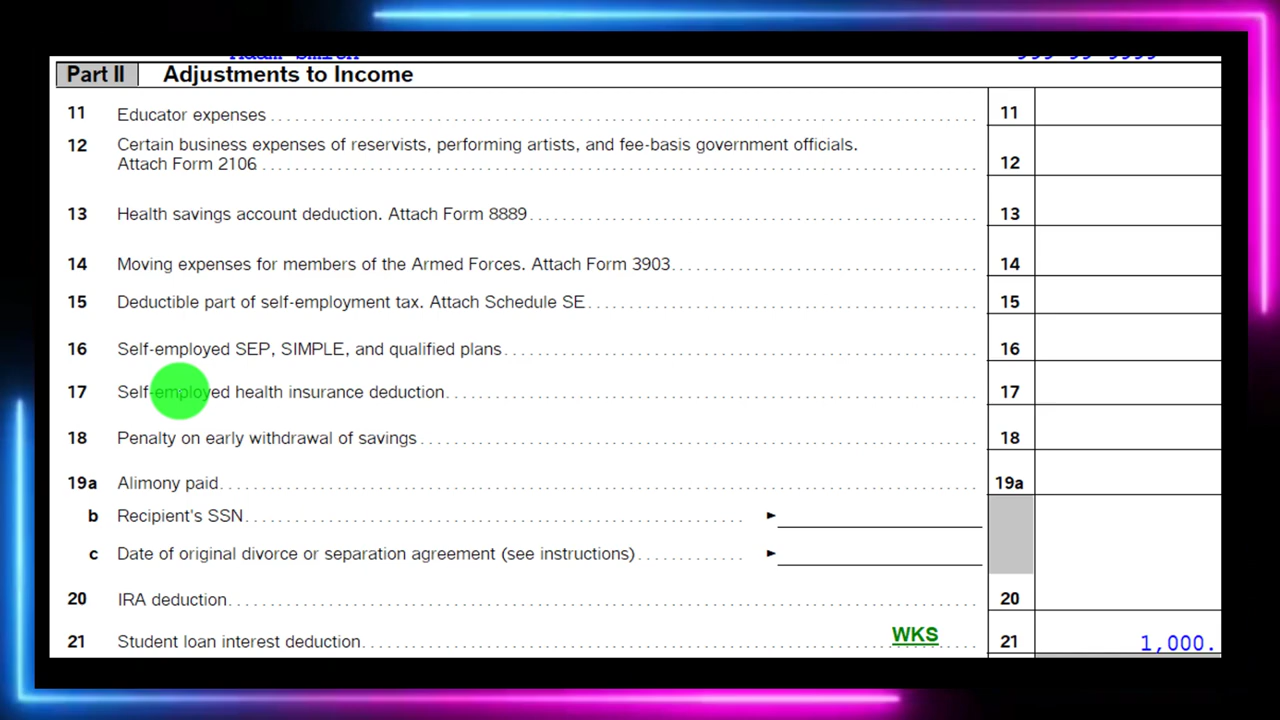 Part II Adjustments to Income
11 Educator expenses 11
12 Certain business expenses of reservists, performing artists, and fee-basis government officials.
Attach Form 2106 12
13 Health savings account deduction. Attach Form 8889 13
14 Moving expenses for members of the Armed Forces. Attach Form 3903 14
15 Deductible part of self-employment tax. Attach Schedule SE 15
16 Self-employed SEP, SIMPLE, and qualified plans 16
17 Self-employed health insurance deduction 17
18 Penalty on early withdrawal of savings 18
19a Alimony paid 19a
b Recipient's SSN
c Date of original divorce or separation agreement (see instructions)
20 IRA deduction 20
21 Student loan interest deduction WKS 21 1,000.